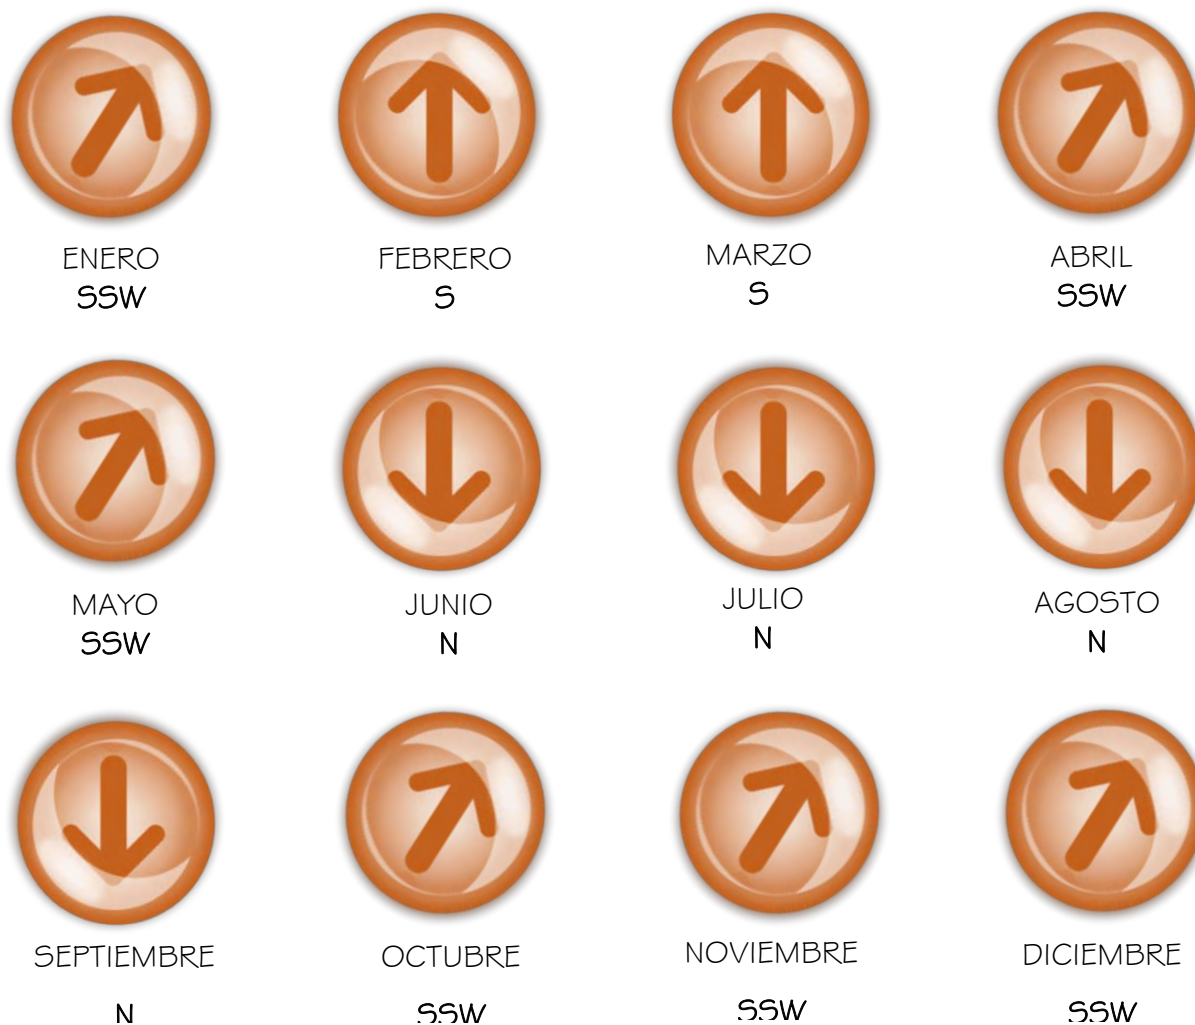 ENERO
SSW
FEBRERO
S
MARZO
S
ABRIL
SSW
MAYO
SSW
JUNIO
N
JULIO
N
AGOSTO
N
SEPTIEMBRE
N
OCTUBRE
SSW
NOVIEMBRE
SSW
DICIEMBRE
SSW